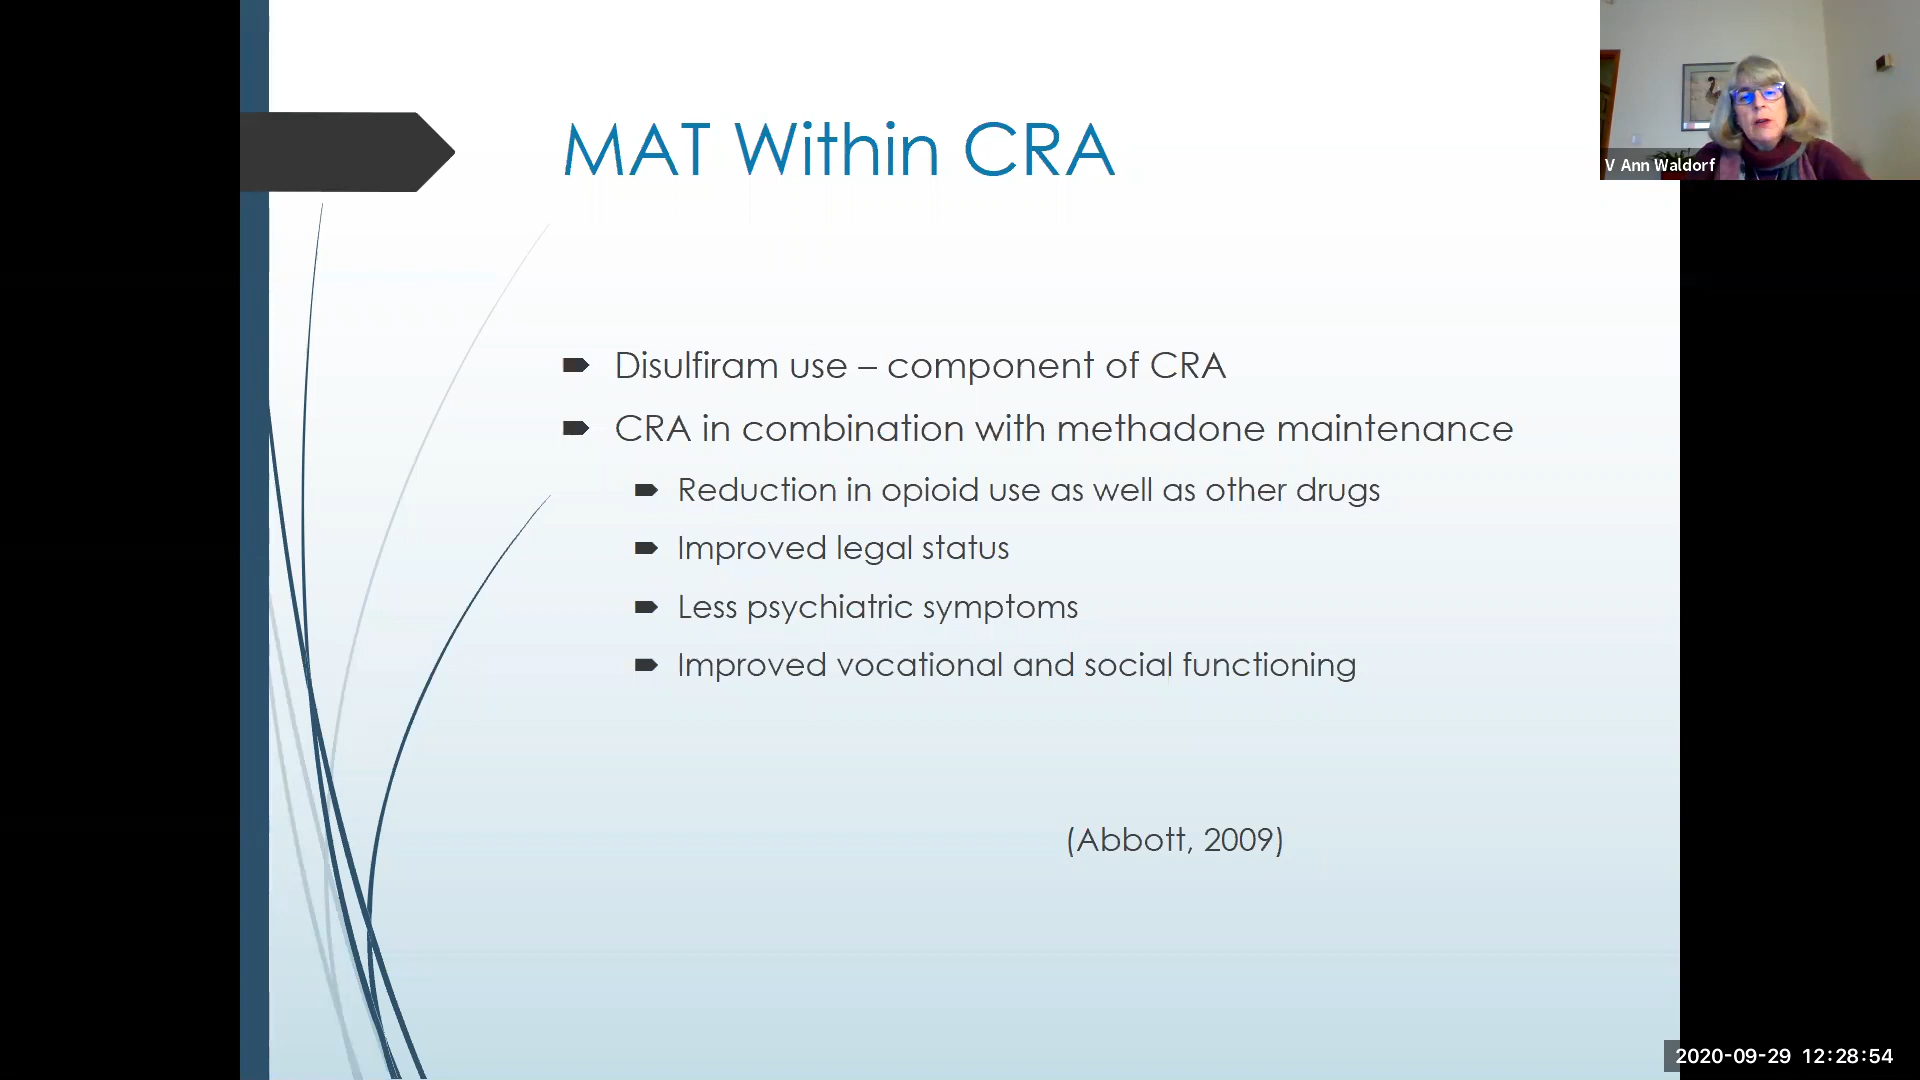 MAT Within CRA
V Ann Waldorf
Disulfiram use – component of CRA
CRA in combination with methadone maintenance
Reduction in opioid use as well as other drugs
Improved legal status
Less psychiatric symptoms
Improved vocational and social functioning
(Abbott, 2009)
2020-09-29 12:28:54